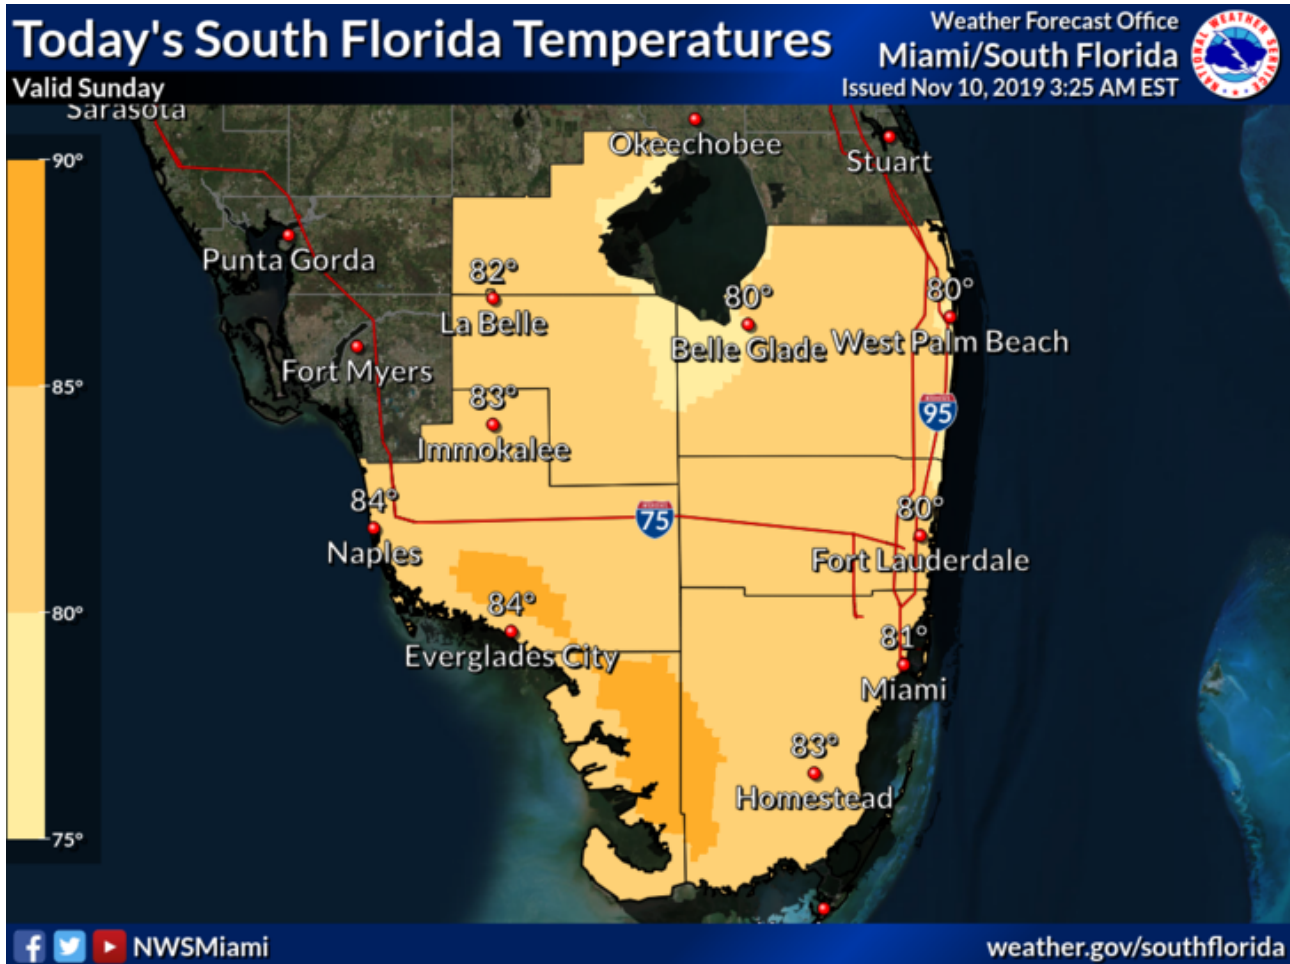 Today's South Florida Temperatures
Weather Forecast Office
Miami/South Florida
Issued Nov 10, 2019 3:25 AM EST
NATIONAL WEATHER SERVICE
Valid Sunday
Sarasota
Okeechobee
Stuart
90°
Punta Gorda
82°
La Belle
80°
Belle Glade
80°
West Palm Beach
Fort Myers
85°
83°
Immokalee
95
84°
Naples
75
80°
Fort Lauderdale
80°
84°
Everglades City
81°
Miami
83°
Homestead
75°
NWSMiami
weather.gov/southflorida